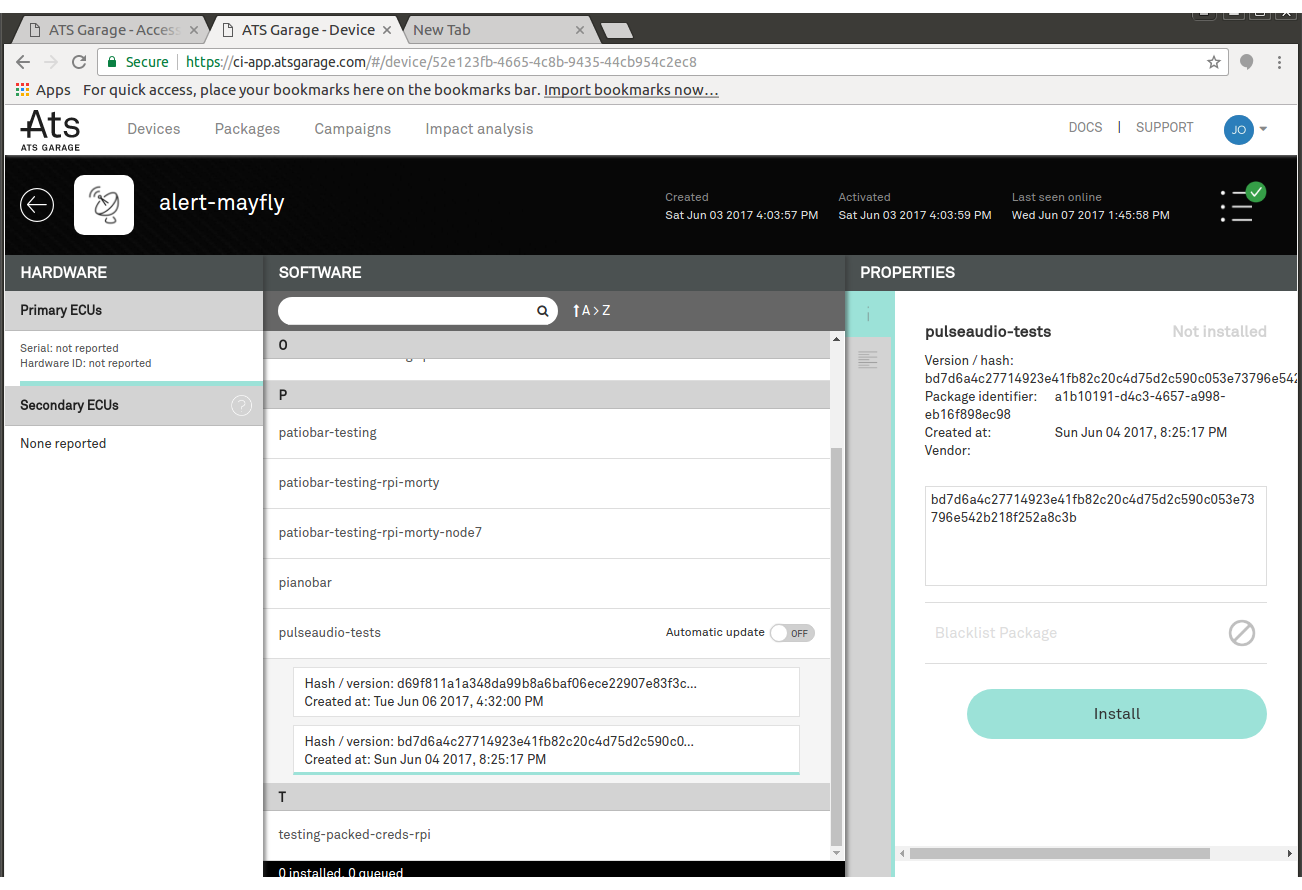 ATS Garage - Access
ATS Garage - Device
New Tab
Secure https://ci-app.atsgarage.com/#/device/52e123fb-4665-4c8b-9435-44cb954c2ec8
Apps For quick access, place your bookmarks here on the bookmarks bar. Import bookmarks now...
Ats
ATS GARAGE
Devices Packages Campaigns Impact analysis
DOCS | SUPPORT
JO
alert-mayfly
Created
Sat Jun 03 2017 4:03:57 PM
Activated
Sat Jun 03 2017 4:03:59 PM
Last seen online
Wed Jun 07 2017 1:45:58 PM
HARDWARE
Primary ECUs
Serial: not reported
Hardware ID: not reported
Secondary ECUs ?
None reported
SOFTWARE
A > Z
O
P
patiobar-testing
patiobar-testing-rpi-morty
patiobar-testing-rpi-morty-node7
pianobar
pulseaudio-tests Automatic update OFF
Hash / version: d69f811a1a348da99b8a6baf06ece22907e83f3c...
Created at: Tue Jun 06 2017, 4:32:00 PM
Hash / version: bd7d6a4c27714923e41fb82c20c4d75d2c590c0...
Created at: Sun Jun 04 2017, 8:25:17 PM
T
testing-packed-creds-rpi
0 installed, 0 queued
PROPERTIES
i
pulseaudio-tests Not installed
Version / hash:
bd7d6a4c27714923e41fb82c20c4d75d2c590c053e73796e542
Package identifier: a1b10191-d4c3-4657-a998-
eb16f898ec98
Created at: Sun Jun 04 2017, 8:25:17 PM
Vendor:
bd7d6a4c27714923e41fb82c20c4d75d2c590c053e73
796e542b218f252a8c3b
Blacklist Package
Install